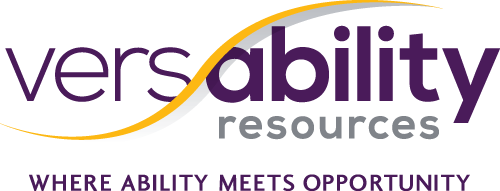 versability
resources
WHERE ABILITY MEETS OPPORTUNITY